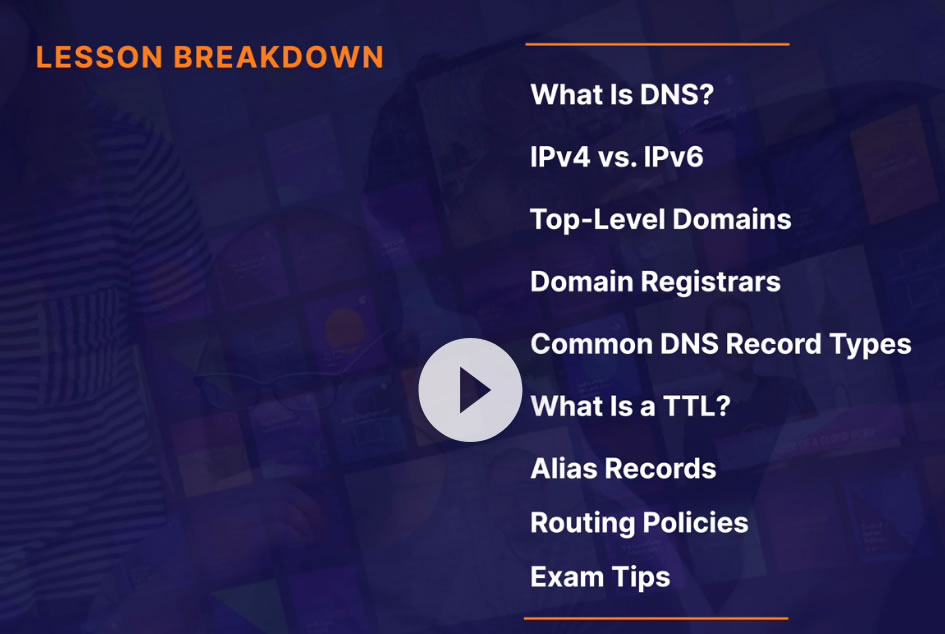 LESSON BREAKDOWN
What Is DNS?
IPv4 vs. IPv6
Top-Level Domains
Domain Registrars
Common DNS Record Types
What Is a TTL?
Alias Records
Routing Policies
Exam Tips